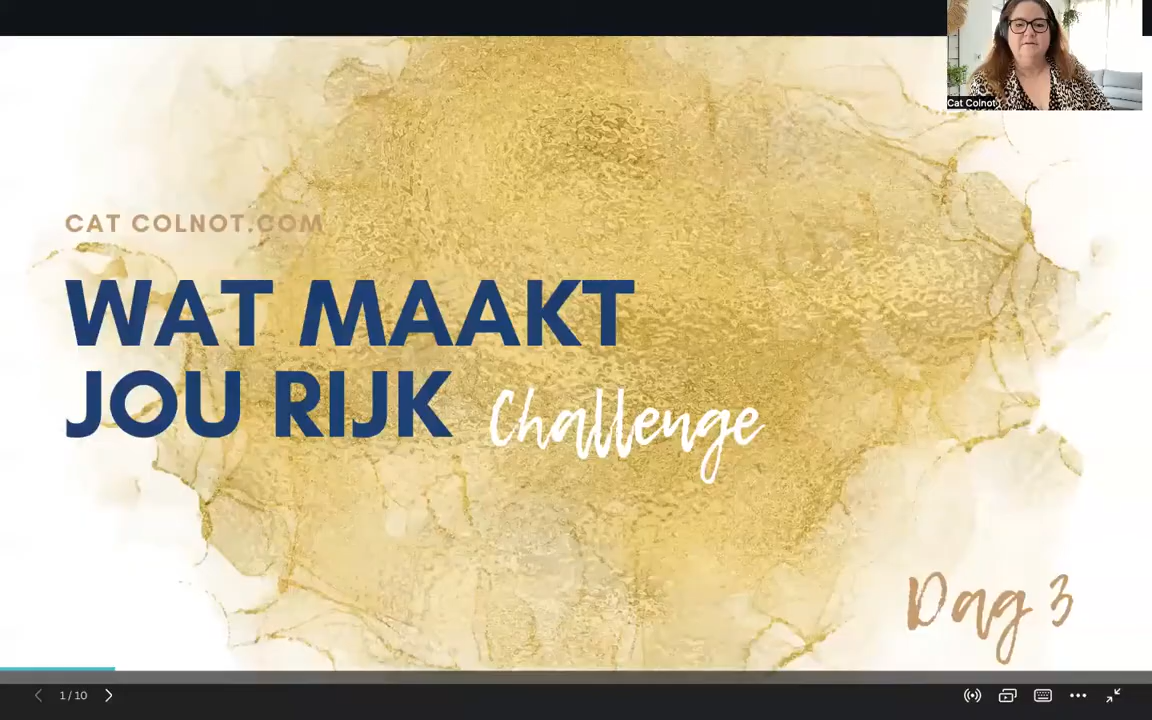 Cat Colnot
CAT COLNOT.COM
WAT MAAKT
JOU RIJK Challenge
Dag 3
1 / 10